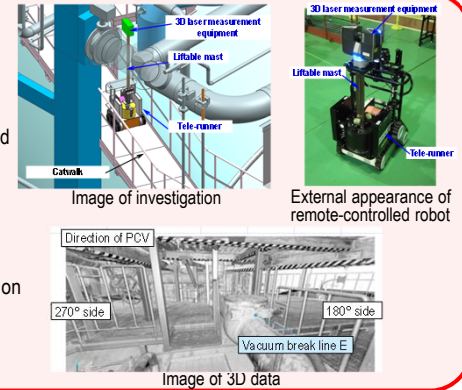 3D laser measurement
equipment
Liftable mast
Tele-runner
Catwalk
Image of investigation
3D laser measurement equipment
Liftable mast
Tele-runner
External appearance of
remote-controlled robot
d
on
Direction of PCV
270° side
180° side
Vacuum break line E
Image of 3D data